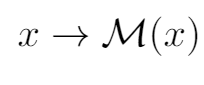 x → ℳ(x)